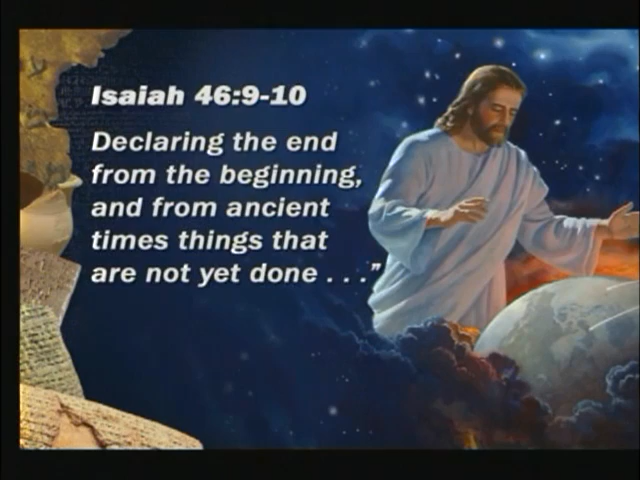 Isaiah 46:9-10
Declaring the end
from the beginning,
and from ancient
times things that
are not yet done . . .”